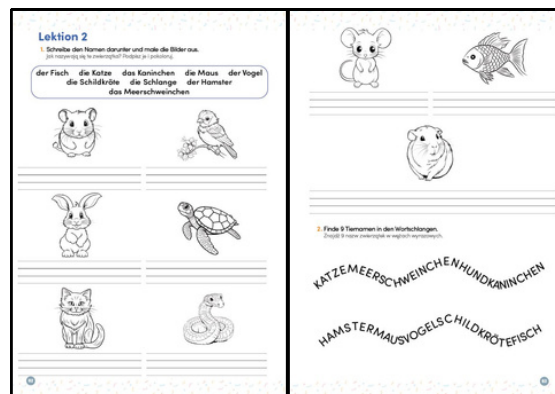 Lektion 2
1. Schreibe den Namen darunter und male die Bilder aus.
Jak nazywają się te zwierzątka? Podpisz je i pokoloruj.
der Fisch die Katze das Kaninchen die Maus der Vogel
die Schildkröte die Schlange der Hamster
das Meerschweinchen
2. Finde 9 Tiernamen in den Wortschlangen.
Znajdź 9 nazw zwierzątek w wężach wyrazowych.
KATZEMEERSCHWEINCHENHUNDKANINCHEN
HAMSTERMAUSVOGELSCHILDKRÖTEFISCH